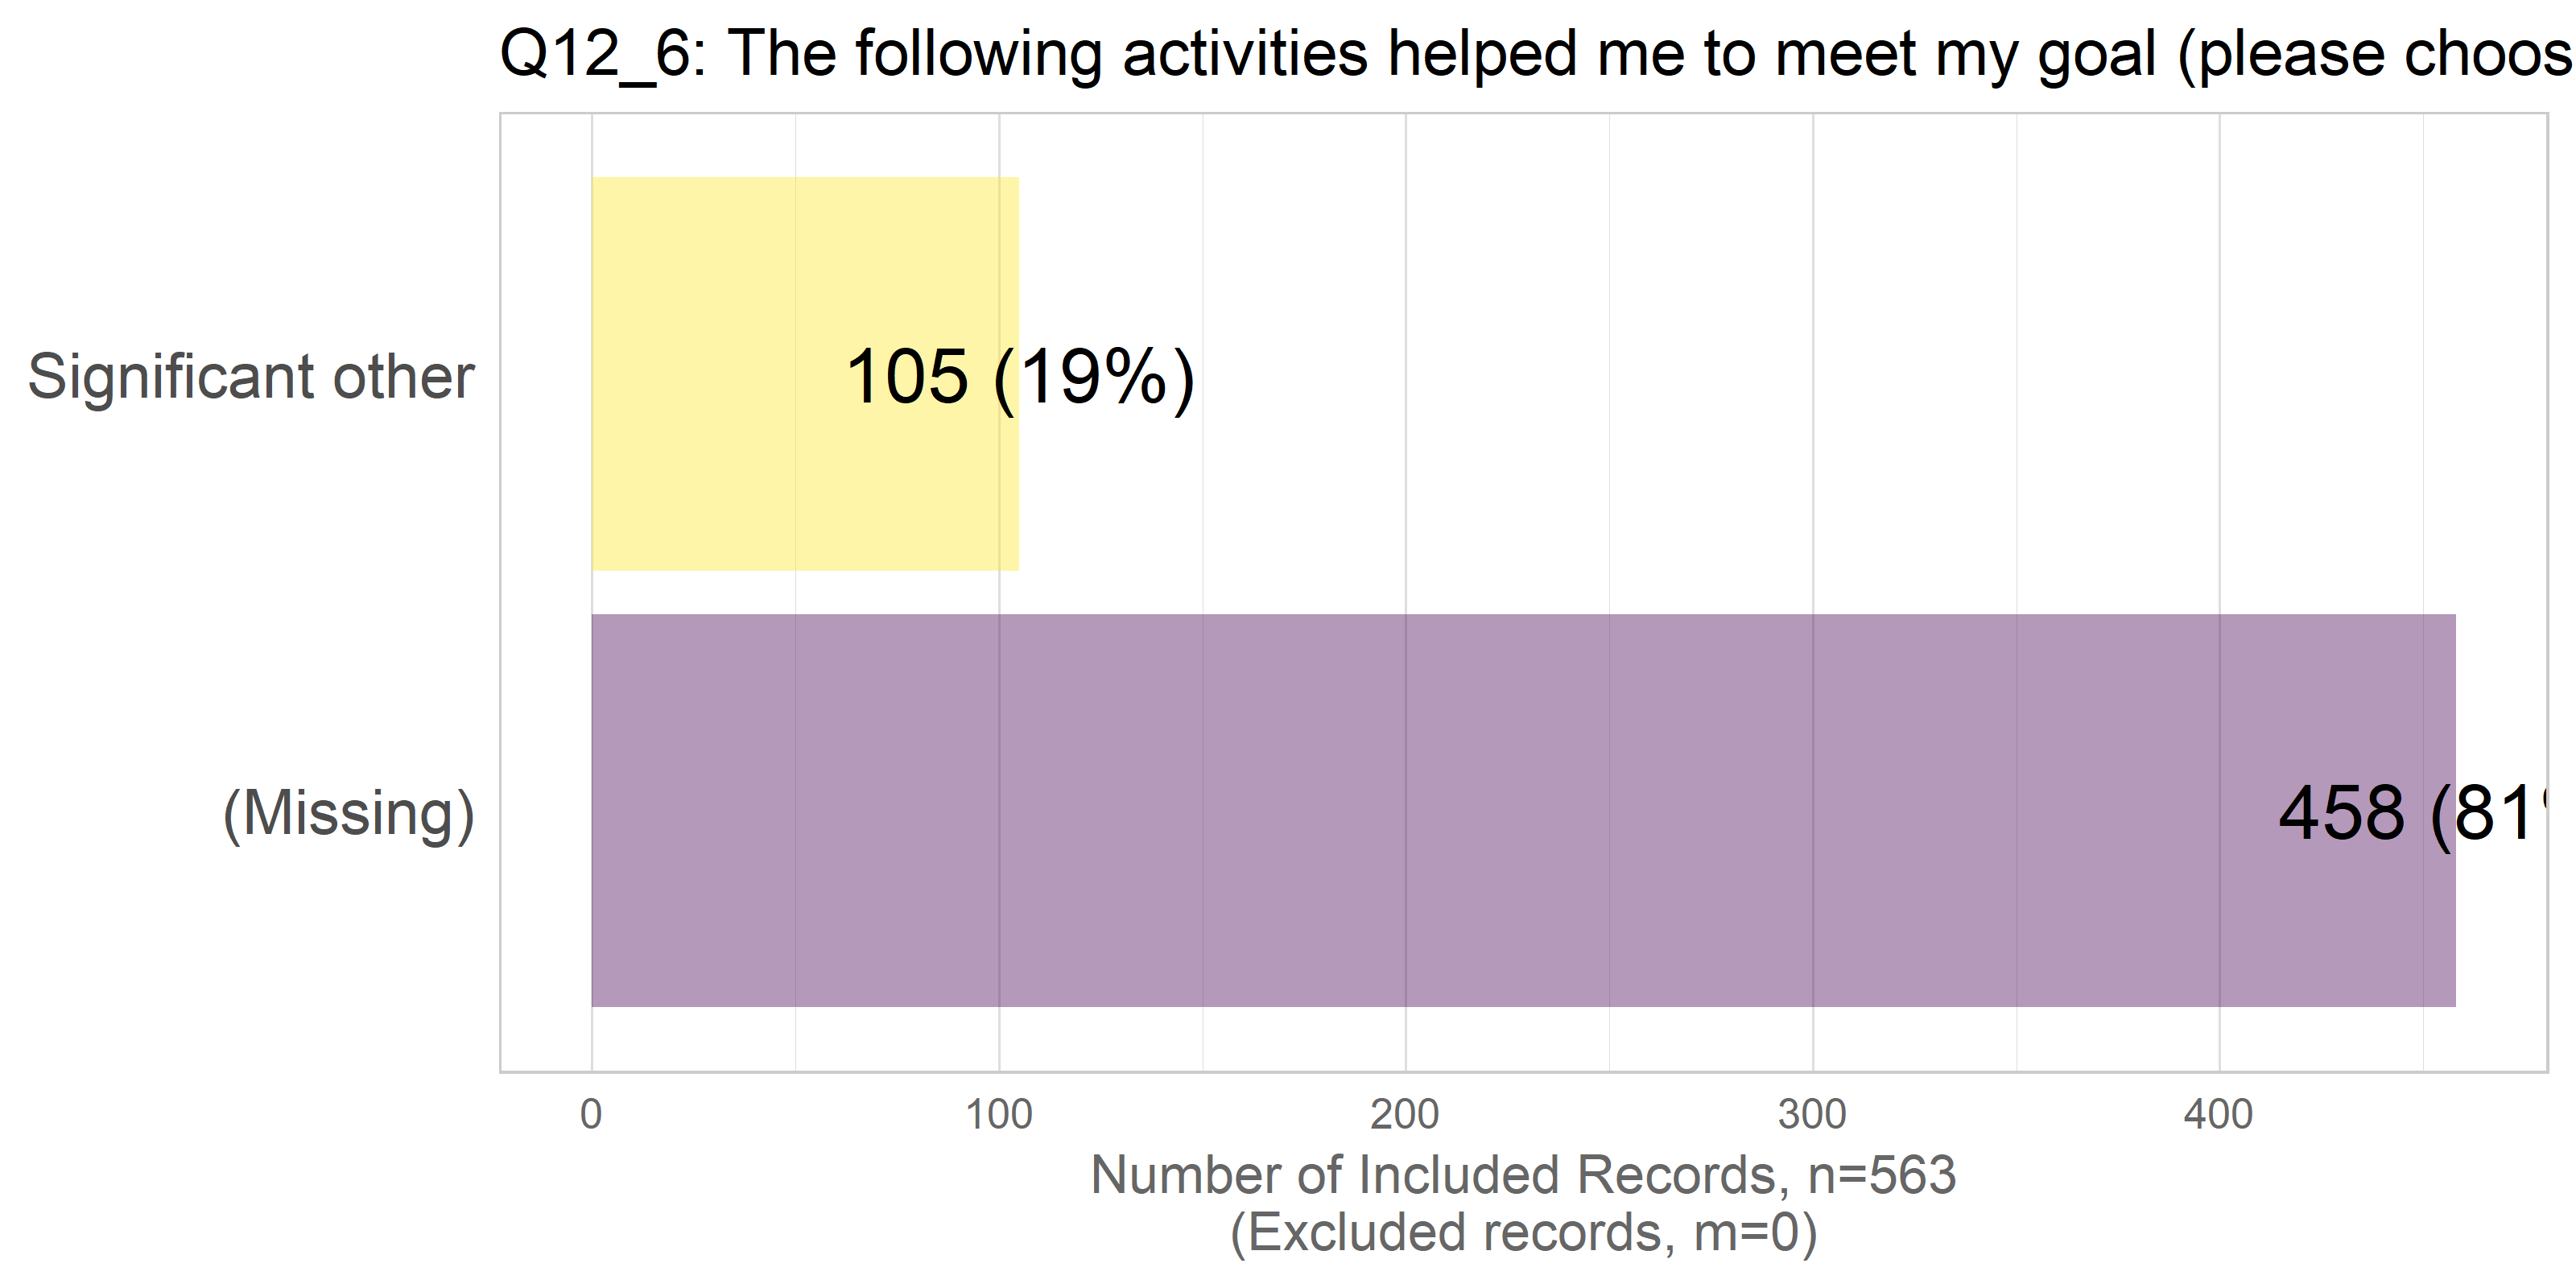 Q12_6: The following activities helped me to meet my goal (please choos
Significant other
105 (19%)
(Missing)
458 (81%
0 100 200 300 400
Number of Included Records, n=563
(Excluded records, m=0)